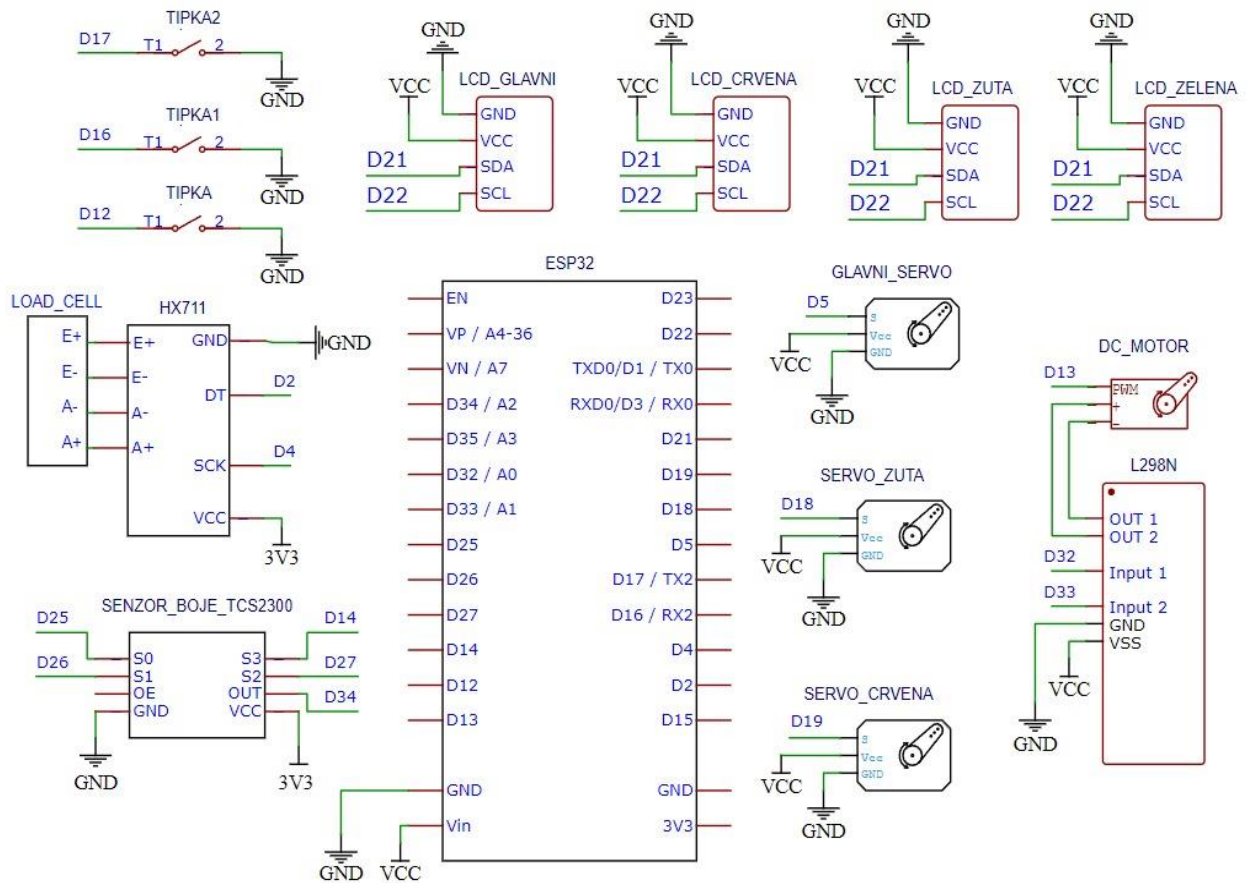 TIPKA2
D17
T1
2
GND
TIPKA1
D16
T1
2
GND
TIPKA
D12
T1
2
GND
GND
VCC
LCD_GLAVNI
GND
VCC
D21
SDA
D22
SCL
GND
VCC
LCD_CRVENA
GND
VCC
D21
SDA
D22
SCL
GND
VCC
LCD_ZUTA
GND
VCC
D21
SDA
D22
SCL
GND
VCC
LCD_ZELENA
GND
VCC
D21
SDA
D22
SCL
LOAD_CELL
E+
E-
A-
A+
HX711
E+
E-
A-
A+
GND
GND
DT
D2
SCK
D4
VCC
3V3
SENZOR_BOJE_TCS2300
D25
D26
S0
S1
OE
GND
GND
S3
S2
OUT
VCC
D14
D27
D34
3V3
ESP32
EN
VP / A4-36
VN / A7
D34 / A2
D35 / A3
D32 / A0
D33 / A1
D25
D26
D27
D14
D12
D13
GND
Vin
GND
VCC
D23
D22
TXD0/D1 / TX0
RXD0/D3 / RX0
D21
D19
D18
D5
D17 / TX2
D16 / RX2
D4
D2
D15
GND
3V3
GLAVNI_SERVO
D5
S
Vcc
GND
VCC
GND
SERVO_ZUTA
D18
S
Vcc
GND
VCC
GND
SERVO_CRVENA
D19
S
Vcc
GND
VCC
GND
DC_MOTOR
D13
PWM
+
-
L298N
OUT 1
OUT 2
D32
Input 1
D33
Input 2
GND
VSS
VCC
GND